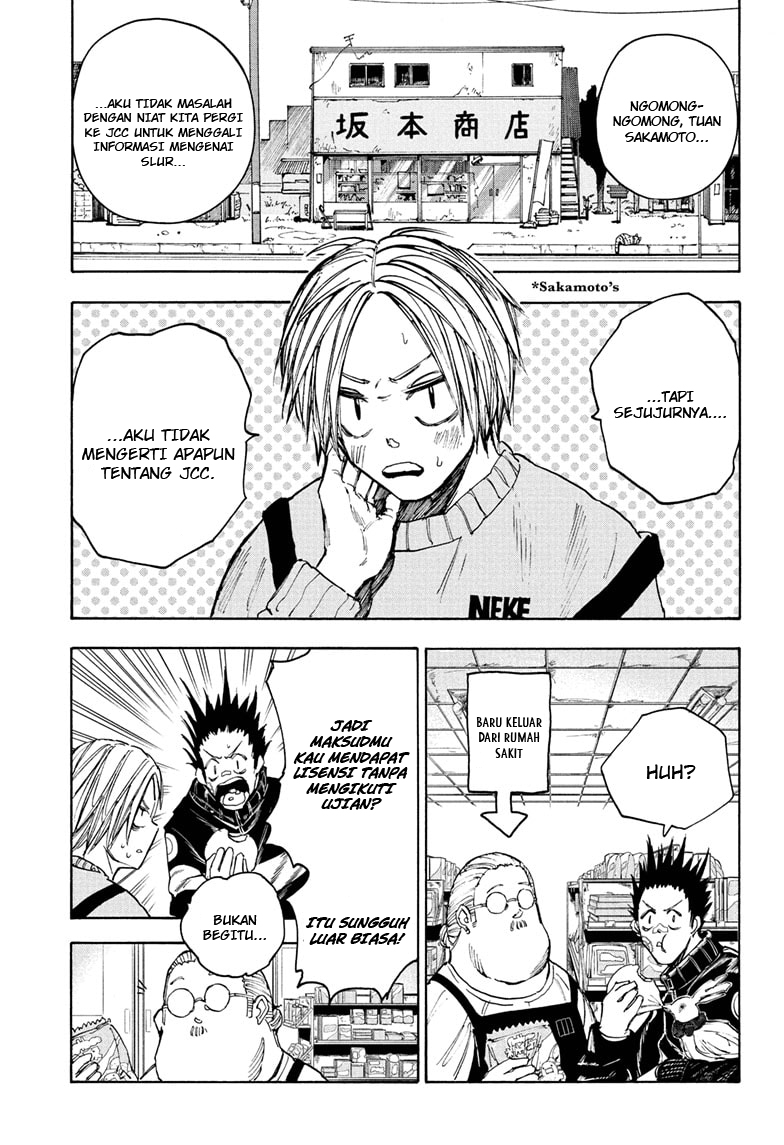 NGOMONG-
NGOMONG, TUAN
SAKAMOTO...
...AKU TIDAK MASALAH
DENGAN NIAT KITA PERGI
KE JCC UNTUK MENGGALI
INFORMASI MENGENAI
SLUR...
坂本商店
*Sakamoto's
...TAPI
SEJUJURNYA....
...AKU TIDAK
MENGERTI APAPUN
TENTANG JCC.
NEKE
HUH?
BARU KELUAR
DARI RUMAH
SAKIT
JADI
MAKSUDMU
KAU MENDAPAT
LISENSI TANPA
MENGIKUTI
UJIAN?
ITU SUNGGUH
LUAR BIASA!
BUKAN
BEGITU...